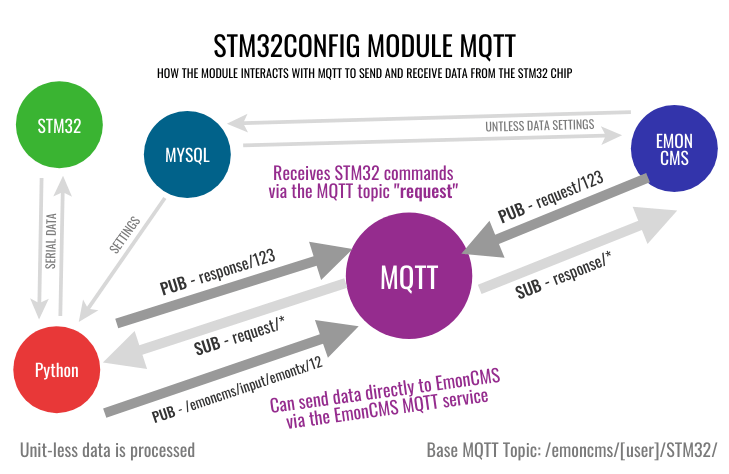 STM32CONFIG MODULE MQTT
HOW THE MODULE INTERACTS WITH MQTT TO SEND AND RECEIVE DATA FROM THE STM32 CHIP
STM32
MYSQL
UNTLESS DATA SETTINGS
EMON
CMS
Receives STM32 commands
via the MQTT topic "request"
PUB - request/123
SERIAL DATA
SETTINGS
PUB - response/123
MQTT
SUB - response/*
SUB - request/*
Python
PUB - /emoncms/input/emontx/12
Can send data directly to EmonCMS
via the EmonCMS MQTT service
Unit-less data is processed
Base MQTT Topic: /emoncms/[user]/STM32/